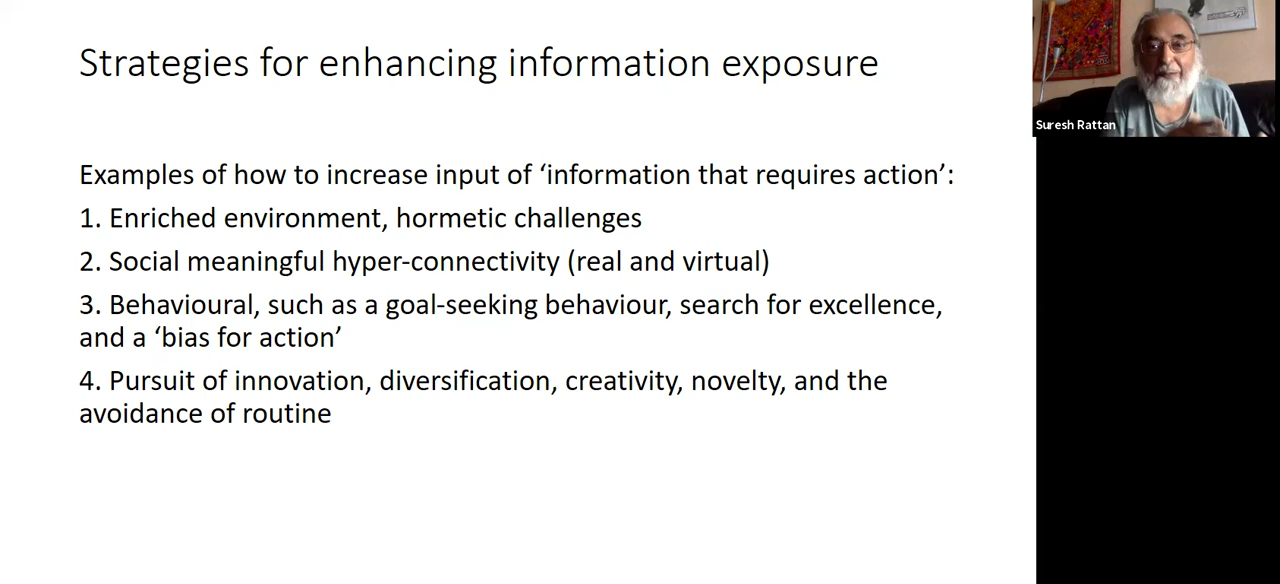 Strategies for enhancing information exposure
Suresh Rattan
Examples of how to increase input of ‘information that requires action’:
1. Enriched environment, hormetic challenges
2. Social meaningful hyper-connectivity (real and virtual)
3. Behavioural, such as a goal-seeking behaviour, search for excellence,
and a ‘bias for action’
4. Pursuit of innovation, diversification, creativity, novelty, and the
avoidance of routine